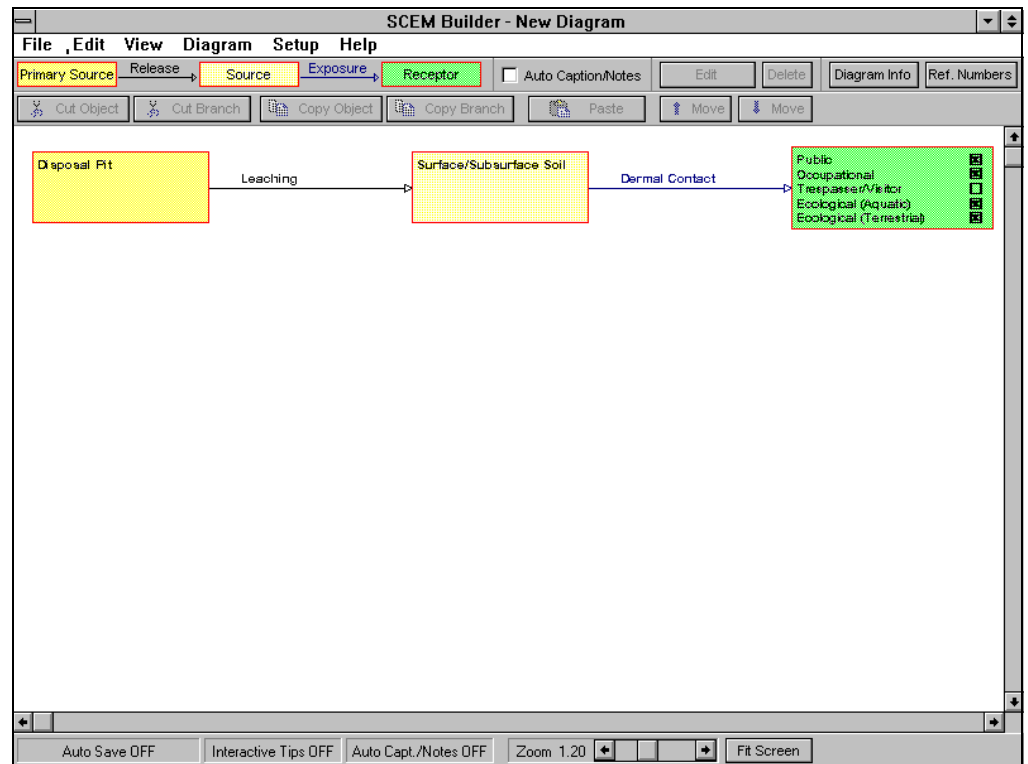 SCEM Builder - New Diagram
File Edit View Diagram Setup Help
Primary Source Release Source Exposure Receptor Auto Caption/Notes Edit Delete Diagram Info Ref. Numbers
Cut Object Cut Branch Copy Object Copy Branch Paste Move Move
Disposal Pit
Leaching
Surface/Subsurface Soil
Dermal Contact
Public
Occupational
Trespasser/Visitor
Ecological (Aquatic)
Ecological (Terrestrial)
Auto Save OFF Interactive Tips OFF Auto Capt./Notes OFF Zoom 1.20 Fit Screen